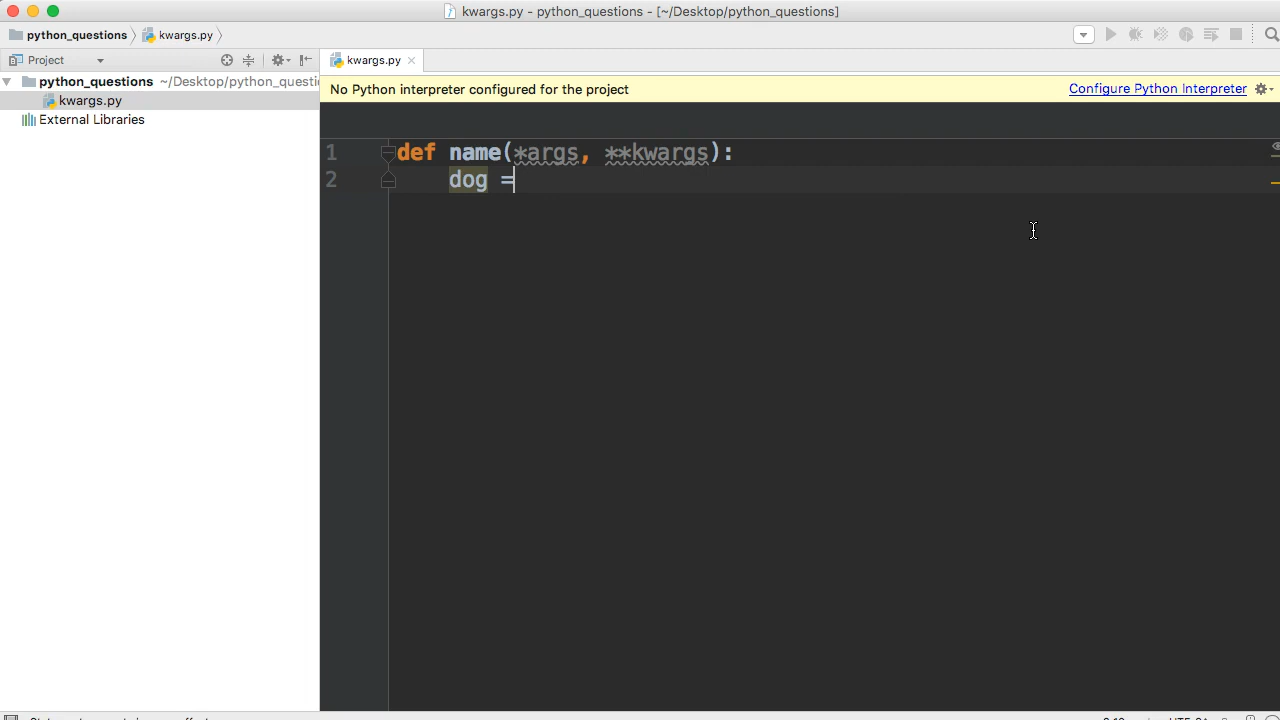 kwargs.py - python_questions - [~/Desktop/python_questions]
python_questions kwargs.py
Project kwargs.py
python_questions ~/Desktop/python_questi
No Python interpreter configured for the project Configure Python Interpreter
kwargs.py
External Libraries
1 def name(*args, **kwargs):
2 dog =